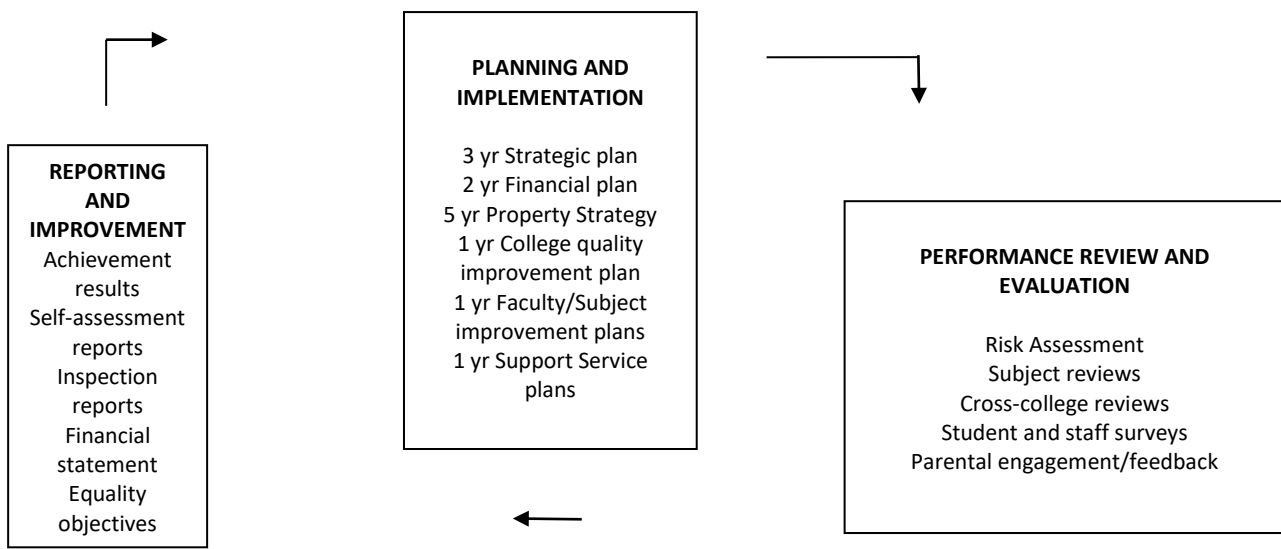 REPORTING
AND
IMPROVEMENT
Achievement
results
Self-assessment
reports
Inspection
reports
Financial
statement
Equality
objectives
PLANNING AND
IMPLEMENTATION
3 yr Strategic plan
2 yr Financial plan
5 yr Property Strategy
1 yr College quality
improvement plan
1 yr Faculty/Subject
improvement plans
1 yr Support Service
plans
PERFORMANCE REVIEW AND
EVALUATION
Risk Assessment
Subject reviews
Cross-college reviews
Student and staff surveys
Parental engagement/feedback